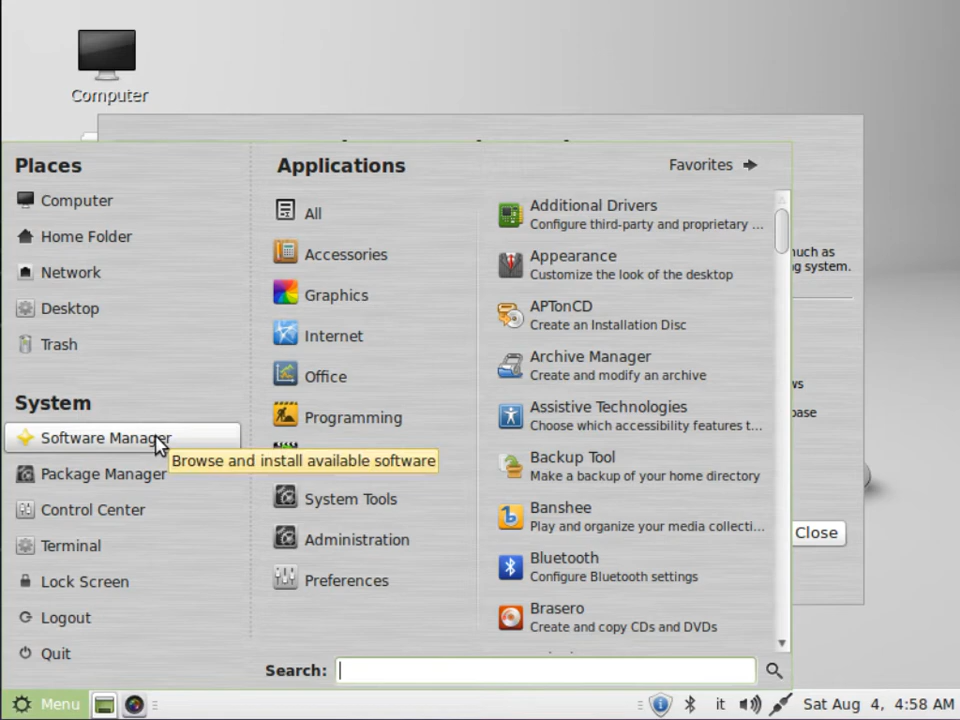 Computer
Places
Computer
Home Folder
Network
Desktop
Trash
System
Software Manager
Browse and install available software
Package Manager
Control Center
Terminal
Lock Screen
Logout
Quit
Applications
All
Accessories
Graphics
Internet
Office
Programming
System Tools
Administration
Preferences
Favorites
Additional Drivers
Configure third-party and proprietary ...
Appearance
Customize the look of the desktop
APTonCD
Create an Installation Disc
Archive Manager
Create and modify an archive
Assistive Technologies
Choose which accessibility features t...
Backup Tool
Make a backup of your home directory
Banshee
Play and organize your media collecti...
Bluetooth
Configure Bluetooth settings
Brasero
Create and copy CDs and DVDs
Search:
as
system.
Close
Menu
it
Sat Aug 4, 4:58 AM